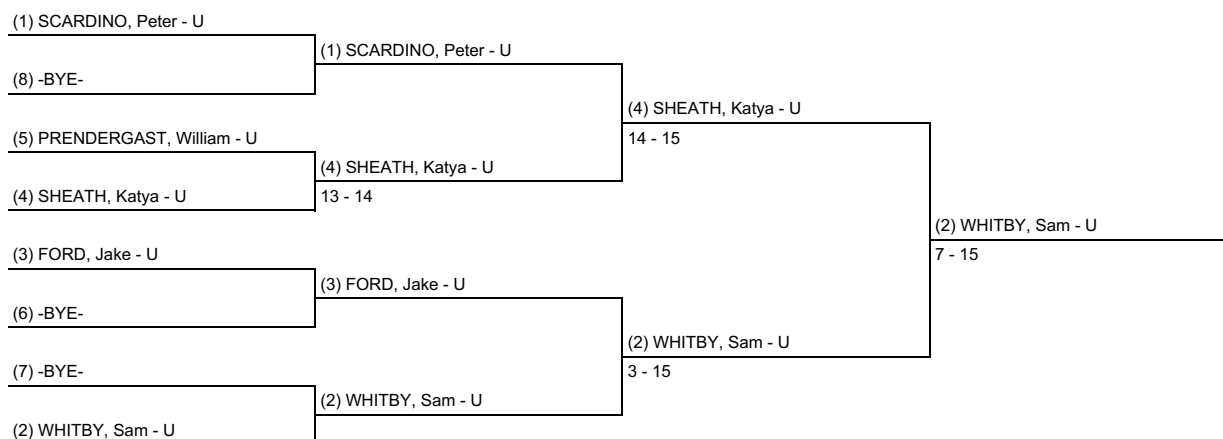 (1) SCARDINO, Peter - U
(1) SCARDINO, Peter - U
(8) -BYE-
(4) SHEATH, Katya - U
(5) PRENDERGAST, William - U
14 - 15
(4) SHEATH, Katya - U
(4) SHEATH, Katya - U
13 - 14
(2) WHITBY, Sam - U
(3) FORD, Jake - U
7 - 15
(3) FORD, Jake - U
(6) -BYE-
(2) WHITBY, Sam - U
(7) -BYE-
3 - 15
(2) WHITBY, Sam - U
(2) WHITBY, Sam - U